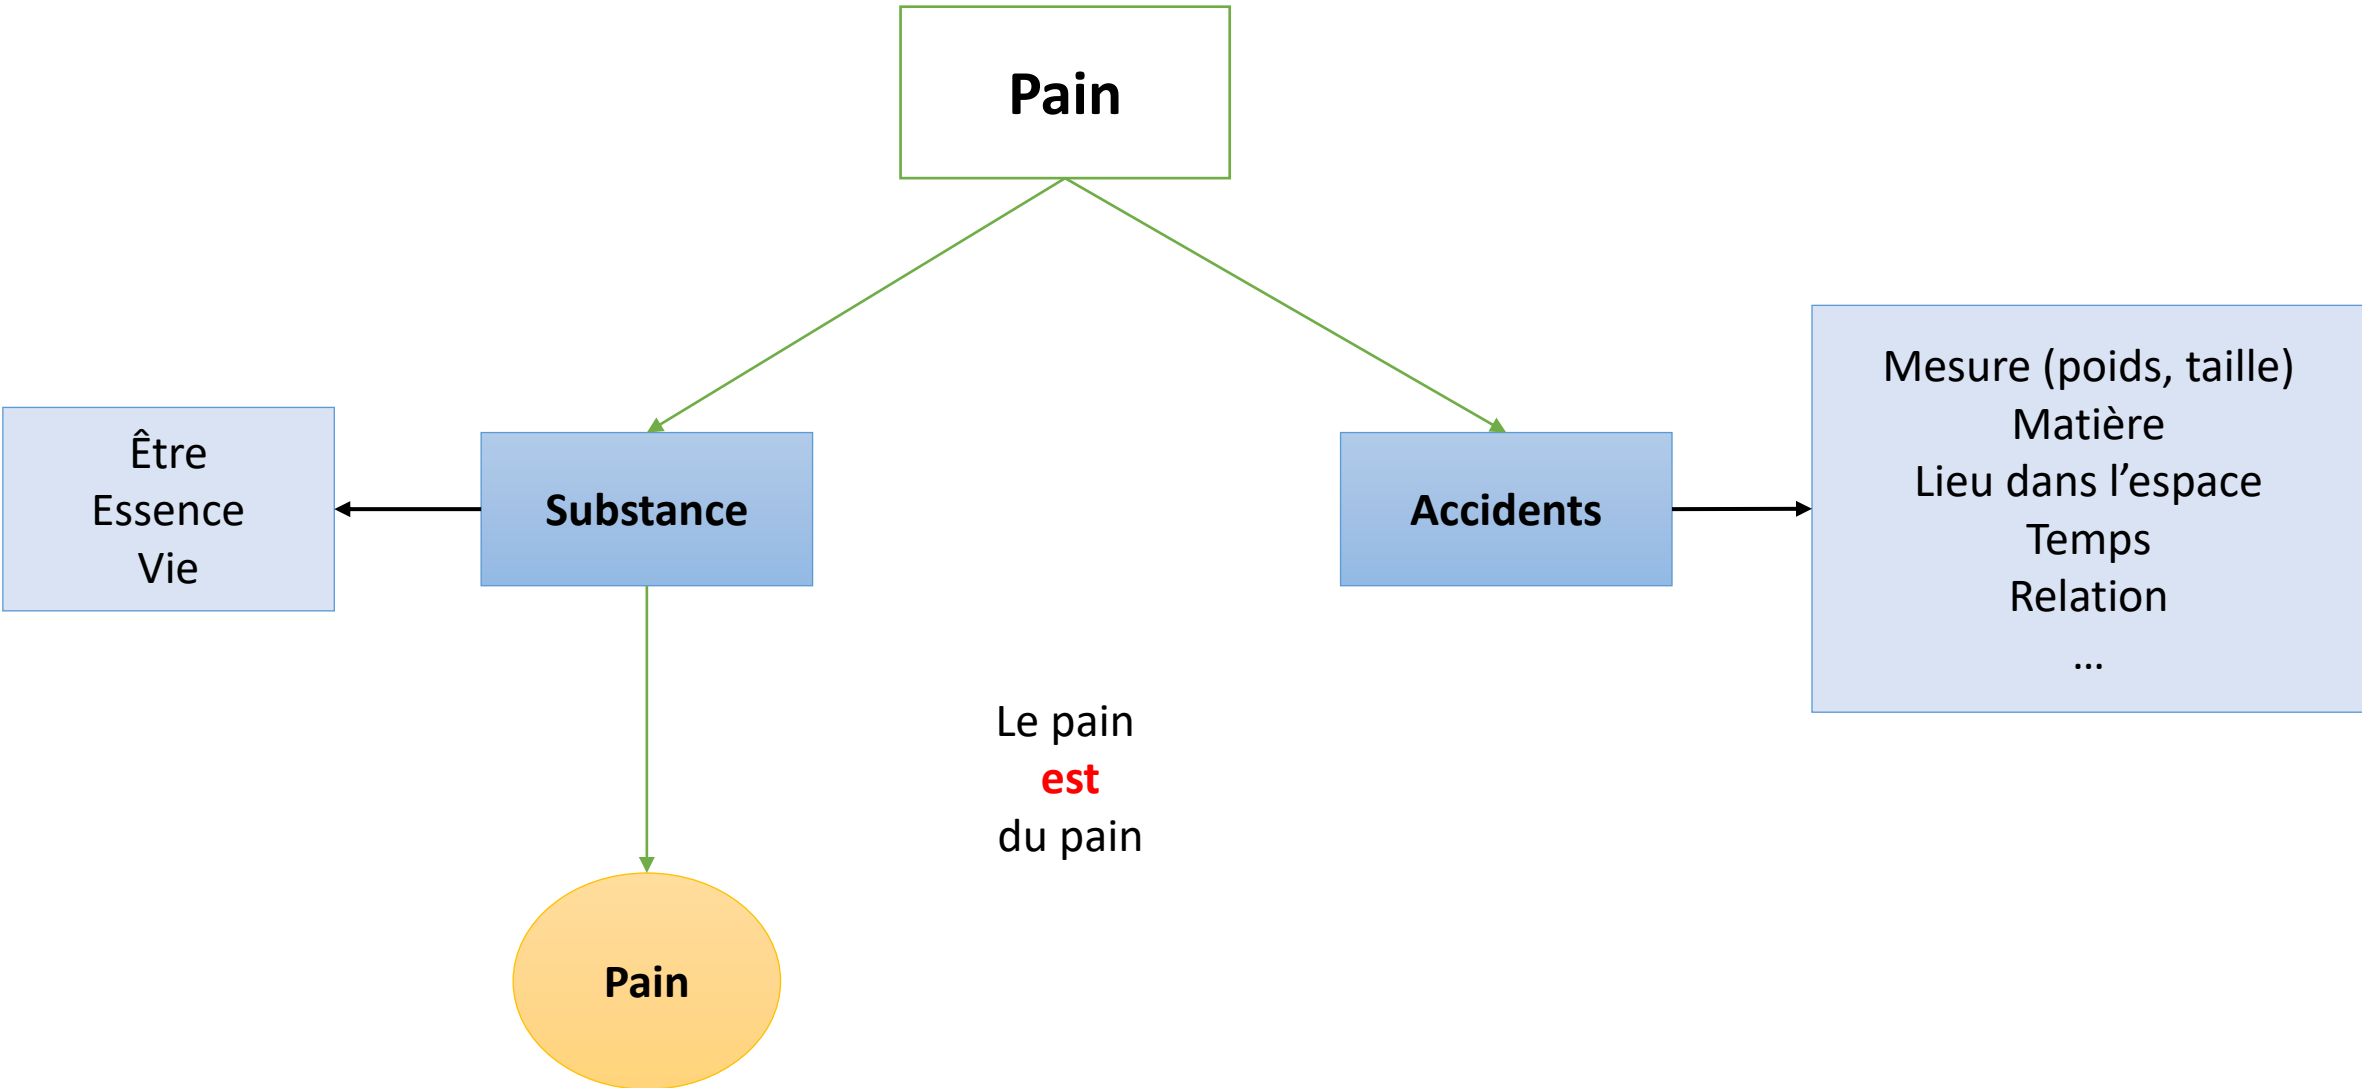 Pain
Être
Essence
Vie
Substance
Accidents
Mesure (poids, taille)
Matière
Lieu dans l’espace
Temps
Relation
…
Le pain
est
du pain
Pain